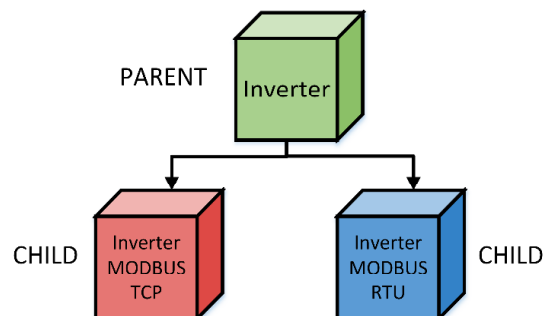 PARENT
Inverter
CHILD
Inverter
MODBUS
TCP
Inverter
MODBUS
RTU
CHILD